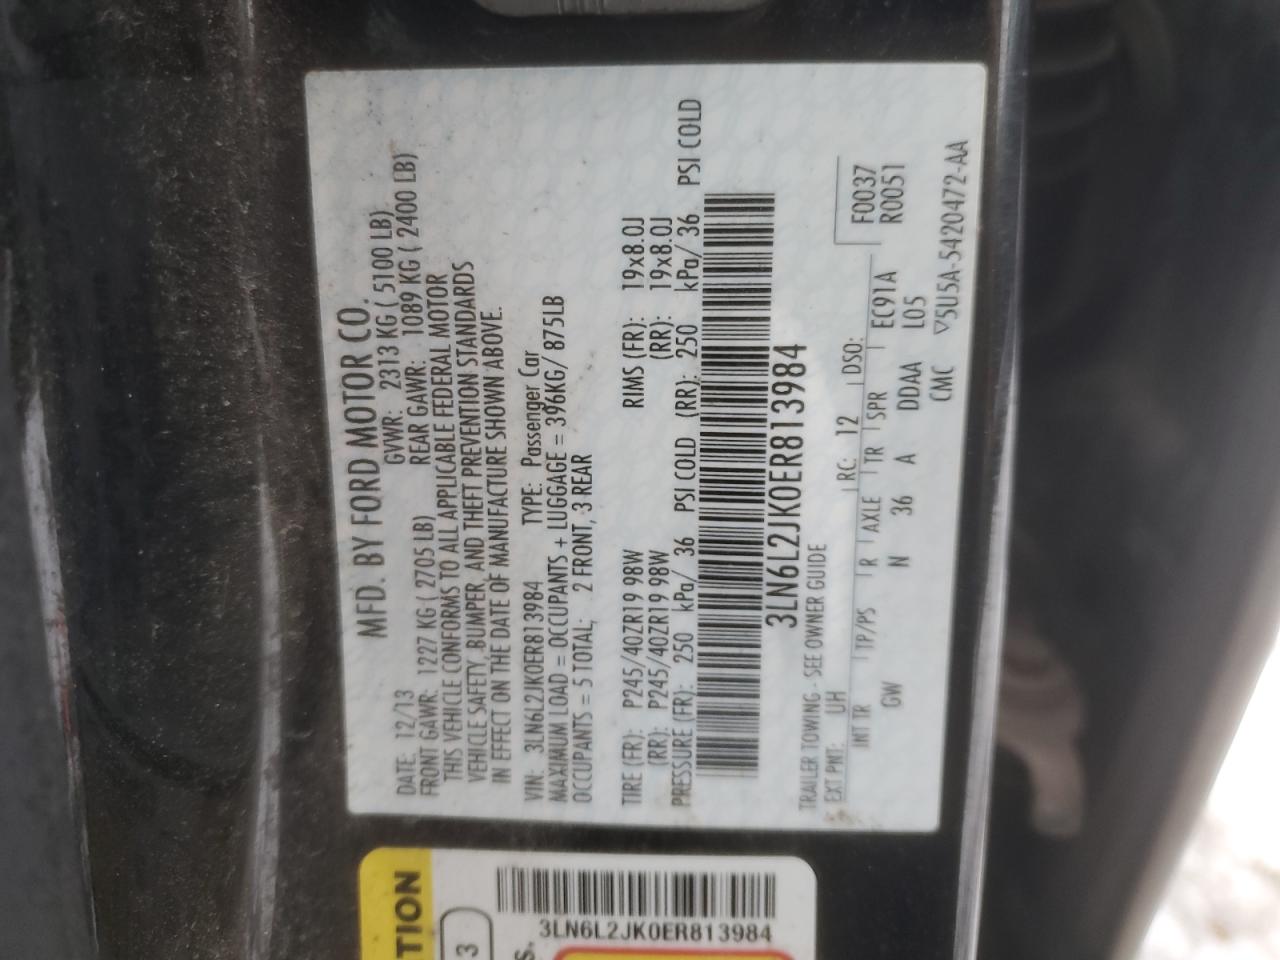 MFD. BY FORD MOTOR CO.
DATE: 12/13 GVWR: 2313 KG ( 5100 LB)
FRONT GAWR: 1227 KG ( 2705 LB) REAR GAWR: 1089 KG ( 2400 LB)
THIS VEHICLE CONFORMS TO ALL APPLICABLE FEDERAL MOTOR
VEHICLE SAFETY, BUMPER, AND THEFT PREVENTION STANDARDS
IN EFFECT ON THE DATE OF MANUFACTURE SHOWN ABOVE.
VIN: 3LN6L2JK0ER813984 TYPE: Passenger Car
MAXIMUM LOAD = OCCUPANTS + LUGGAGE = 396KG/ 875LB
OCCUPANTS = 5 TOTAL; 2 FRONT, 3 REAR
TIRE (FR): P245/40ZR19 98W RIMS (FR): 19x8.0J
(RR): P245/40ZR19 98W (RR): 19x8.0J
PRESSURE (FR): 250 kPa/ 36 PSI COLD (RR): 250 kPa/ 36 PSI COLD
3LN6L2JK0ER813984
TRAILER TOWING - SEE OWNER GUIDE
EXT PNT: UH RC: 12 DSO:
F0037
R0051
INT TR TP/PS R AXLE TR SPR EC91A
GW N 36 A DDAA L05
CMC ▽5U5A-5420472-AA
TION
3
3LN6L2JK0ER813984
s.